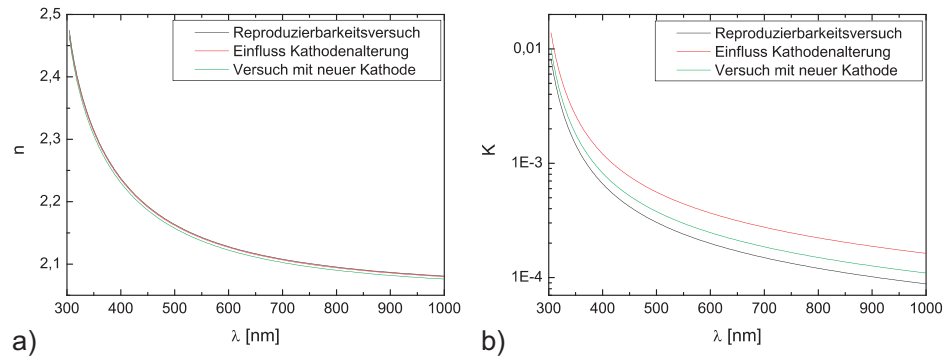 2,5
2,4
2,3
2,2
2,1
n
300 400 500 600 700 800 900 1000
λ [nm]
Reproduzierbarkeitsversuch
Einfluss Kathodenalterung
Versuch mit neuer Kathode
a)
0,01
1E-3
1E-4
K
300 400 500 600 700 800 900 1000
λ [nm]
Reproduzierbarkeitsversuch
Einfluss Kathodenalterung
Versuch mit neuer Kathode
b)